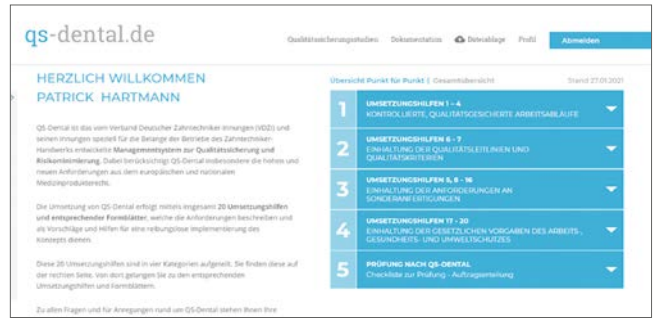 qs-dental.de
Qualitätssicherungsstudien Dokumentation Dateiablage Profil Abmelden
HERZLICH WILLKOMMEN
PATRICK HARTMANN
QS-Dental ist das vom Verband Deutscher Zahntechniker-Innungen (VDZI) und
seinen Innungen speziell für die Belange der Betriebe des Zahntechniker-
Handwerks entwickelte Managementsystem zur Qualitätssicherung und
Risikominimierung. Dabei berücksichtigt QS-Dental insbesondere die hohen und
neuen Anforderungen aus dem europäischen und nationalen
Medizinprodukterecht.
Die Umsetzung von QS-Dental erfolgt mittels insgesamt 20 Umsetzungshilfen
und entsprechender Formblätter, welche die Anforderungen beschreiben und
als Vorschläge und Hilfen für eine reibungslose Implementierung des
Konzepts dienen.
Diese 20 Umsetzungshilfen sind in vier Kategorien aufgeteilt. Sie finden diese auf
der rechten Seite. Von dort gelangen Sie zu den entsprechenden
Umsetzungshilfen und Formblättern.
Zu allen Fragen und für Anregungen rund um QS-Dental stehen Ihnen Ihre
Übersicht Punkt für Punkt | Gesamtübersicht Stand 27.01.2021
1 UMSETZUNGSHILFEN 1 - 4
KONTROLLIERTE, QUALITÄTSGESICHERTE ARBEITSABLÄUFE
2 UMSETZUNGSHILFEN 6 - 7
EINHALTUNG DER QUALITÄTSLEITLINIEN UND
QUALITÄTSKRITERIEN
3 UMSETZUNGSHILFEN 5, 8 - 16
EINHALTUNG DER ANFORDERUNGEN AN
SONDERANFERTIGUNGEN
4 UMSETZUNGSHILFEN 17 - 20
EINHALTUNG DER GESETZLICHEN VORGABEN DES ARBEITS-,
GESUNDHEITS- UND UMWELTSCHUTZES
5 PRÜFUNG NACH QS-DENTAL
Checkliste zur Prüfung - Auftragserteilung